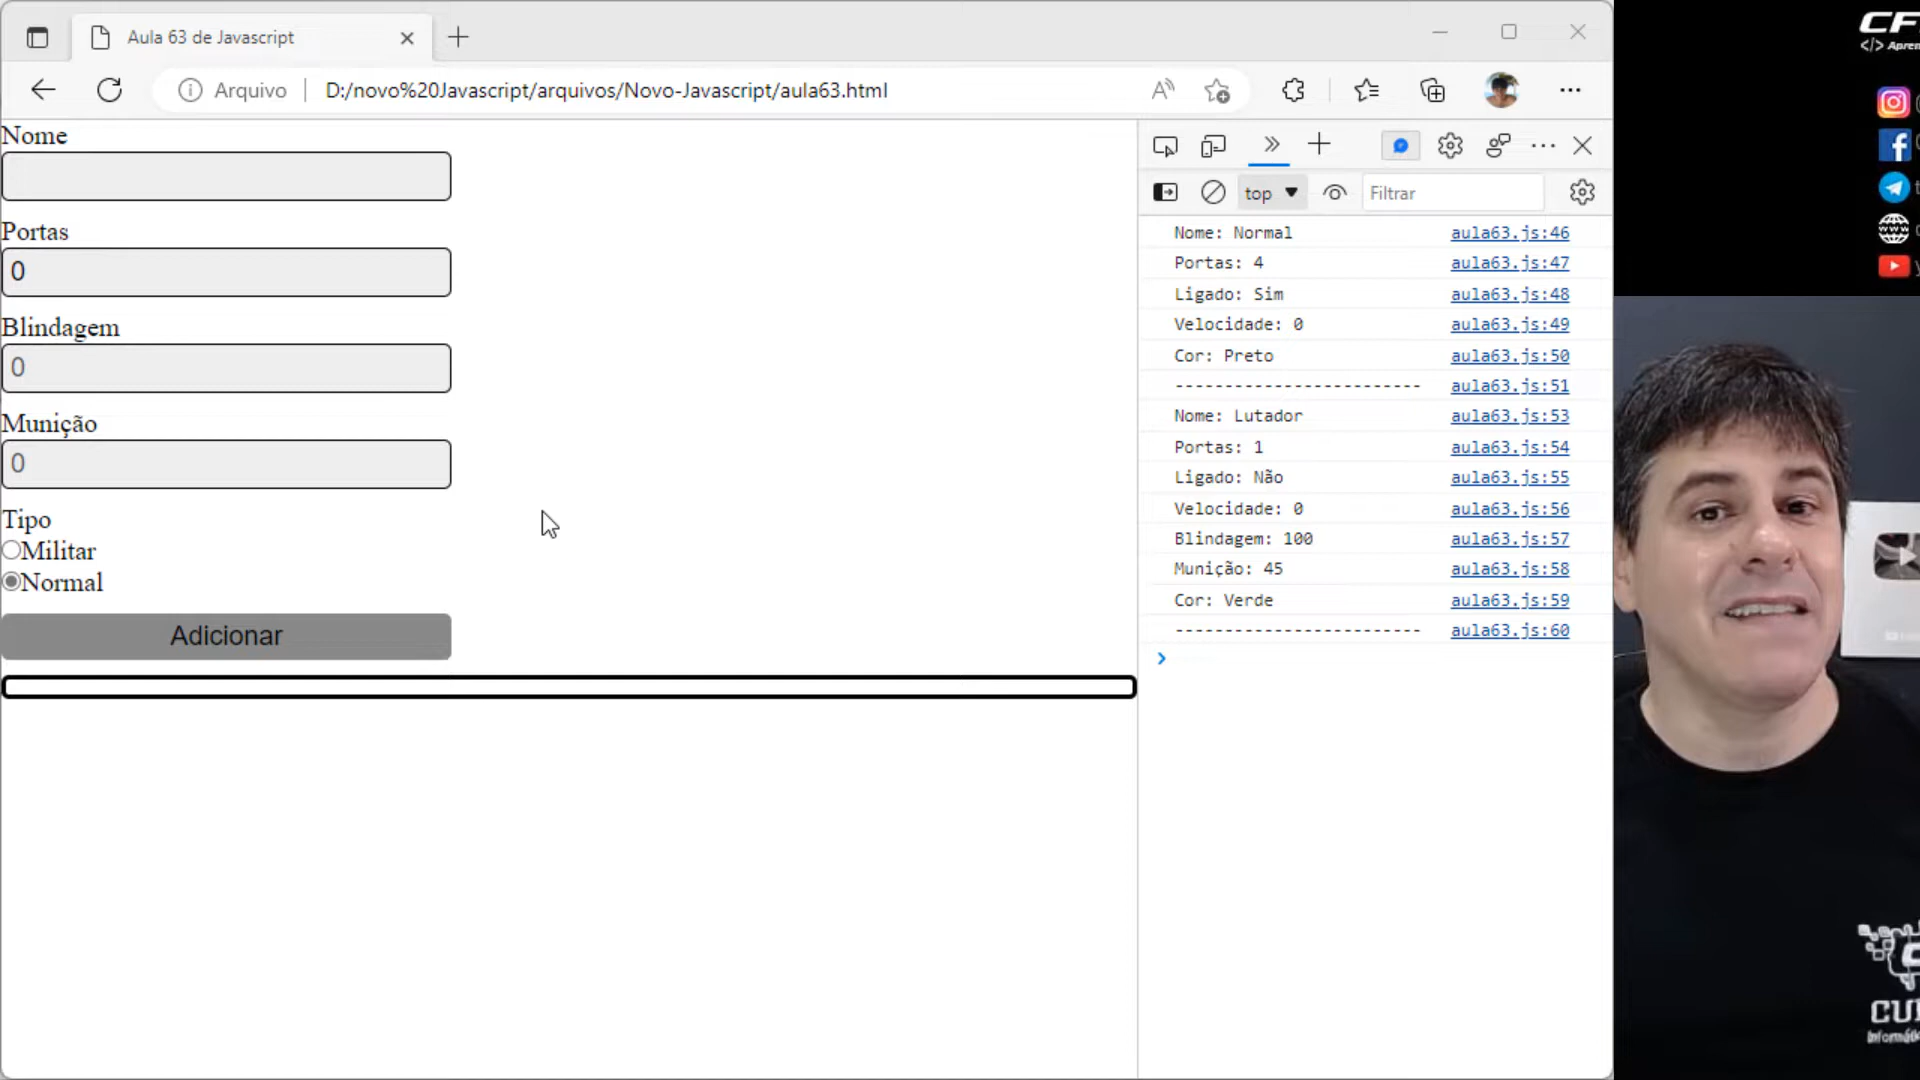 Aula 63 de Javascript
Arquivo
D:/novo%20Javascript/arquivos/Novo-Javascript/aula63.html
Nome
Portas
0
Blindagem
0
Munição
0
Tipo
Militar
Normal
Adicionar
top
Filtrar
Nome: Normal aula63.js:46
Portas: 4 aula63.js:47
Ligado: Sim aula63.js:48
Velocidade: 0 aula63.js:49
Cor: Preto aula63.js:50
------------------------- aula63.js:51
Nome: Lutador aula63.js:53
Portas: 1 aula63.js:54
Ligado: Não aula63.js:55
Velocidade: 0 aula63.js:56
Blindagem: 100 aula63.js:57
Munição: 45 aula63.js:58
Cor: Verde aula63.js:59
------------------------- aula63.js:60